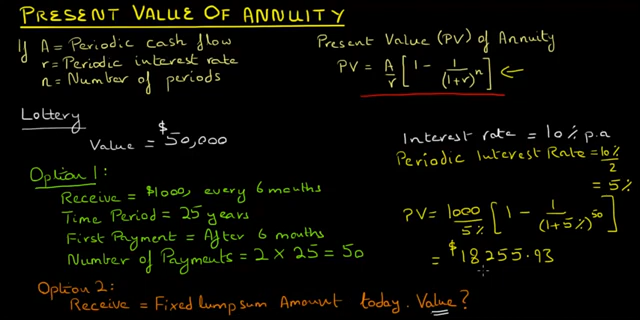 PRESENT VALUE OF ANNUITY
If A = Periodic cash flow
r = Periodic interest rate
n = Number of periods
Present Value (PV) of Annuity
PV = A/r [ 1 - 1/(1+r)^n ] ←
Lottery
Value = $50,000
Interest rate = 10% p.a
Periodic Interest Rate = 10%/2
= 5%
Option 1:
Receive = $1000, every 6 months
Time Period = 25 years
First Payment = After 6 months
Number of Payments = 2 × 25 = 50
PV = 1000/5% [ 1 - 1/(1+5%)^50 ]
= $18255.93
Option 2:
Receive = Fixed lumpsum Amount today. Value?